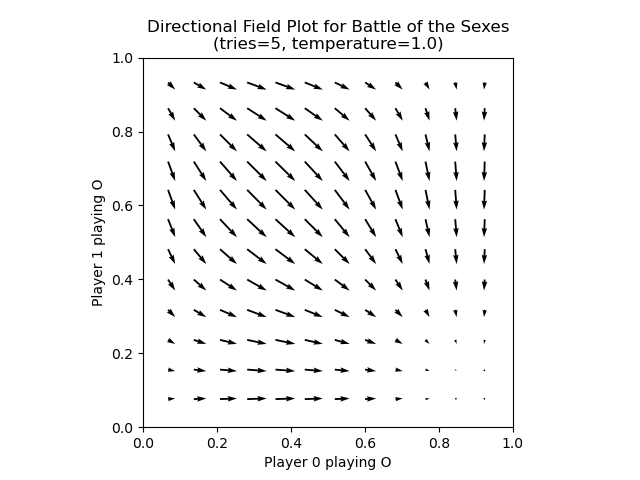 Directional Field Plot for Battle of the Sexes
(tries=5, temperature=1.0)
1.0
0.8
0.6
0.4
0.2
0.0
Player 1 playing O
0.0 0.2 0.4 0.6 0.8 1.0
Player 0 playing O